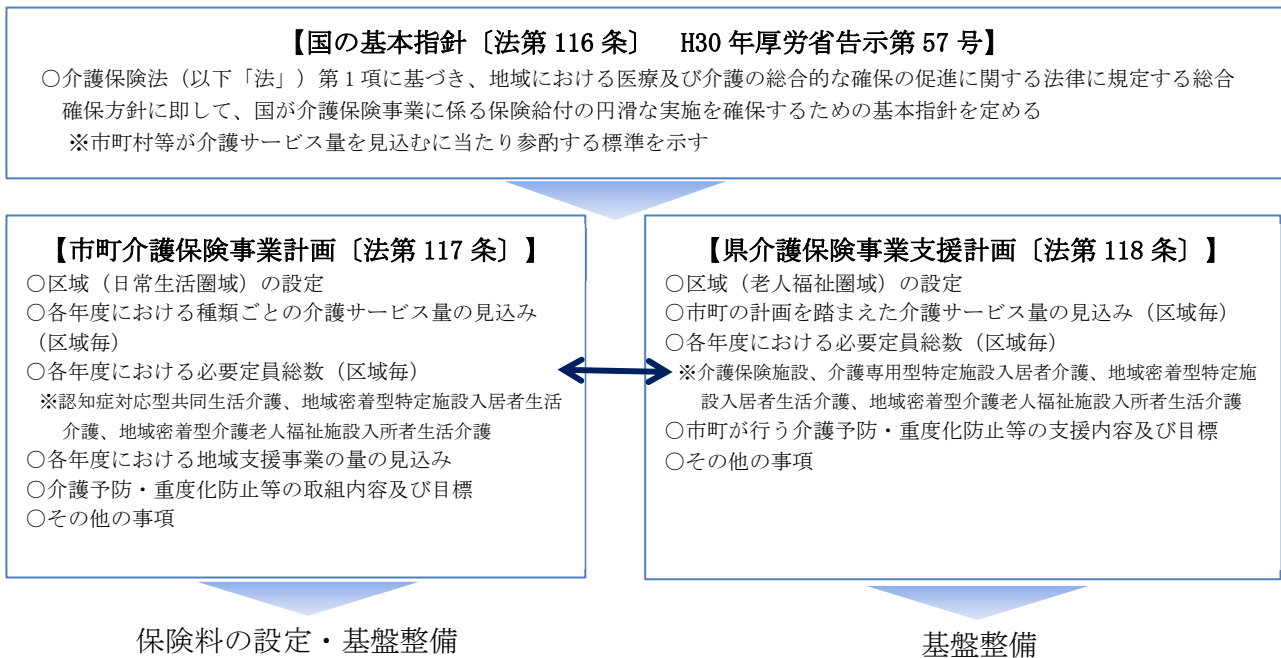 【国の基本指針〔法第 116 条〕　H30 年厚労省告示第 57 号】
○介護保険法（以下「法」）第１項に基づき、地域における医療及び介護の総合的な確保の促進に関する法律に規定する総合
確保方針に即して、国が介護保険事業に係る保険給付の円滑な実施を確保するための基本指針を定める
※市町村等が介護サービス量を見込むに当たり参酌する標準を示す
【市町介護保険事業計画〔法第 117 条〕】
○区域（日常生活圏域）の設定
○各年度における種類ごとの介護サービス量の見込み
（区域毎）
○各年度における必要定員総数（区域毎）
※認知症対応型共同生活介護、地域密着型特定施設入居者生活
介護、地域密着型介護老人福祉施設入所者生活介護
○各年度における地域支援事業の量の見込み
○介護予防・重度化防止等の取組内容及び目標
○その他の事項
【県介護保険事業支援計画〔法第 118 条〕】
○区域（老人福祉圏域）の設定
○市町の計画を踏まえた介護サービス量の見込み（区域毎）
○各年度における必要定員総数（区域毎）
※介護保険施設、介護専用型特定施設入居者介護、地域密着型特定施
設入居者生活介護、地域密着型介護老人福祉施設入所者生活介護
○市町が行う介護予防・重度化防止等の支援内容及び目標
○その他の事項
保険料の設定・基盤整備
基盤整備